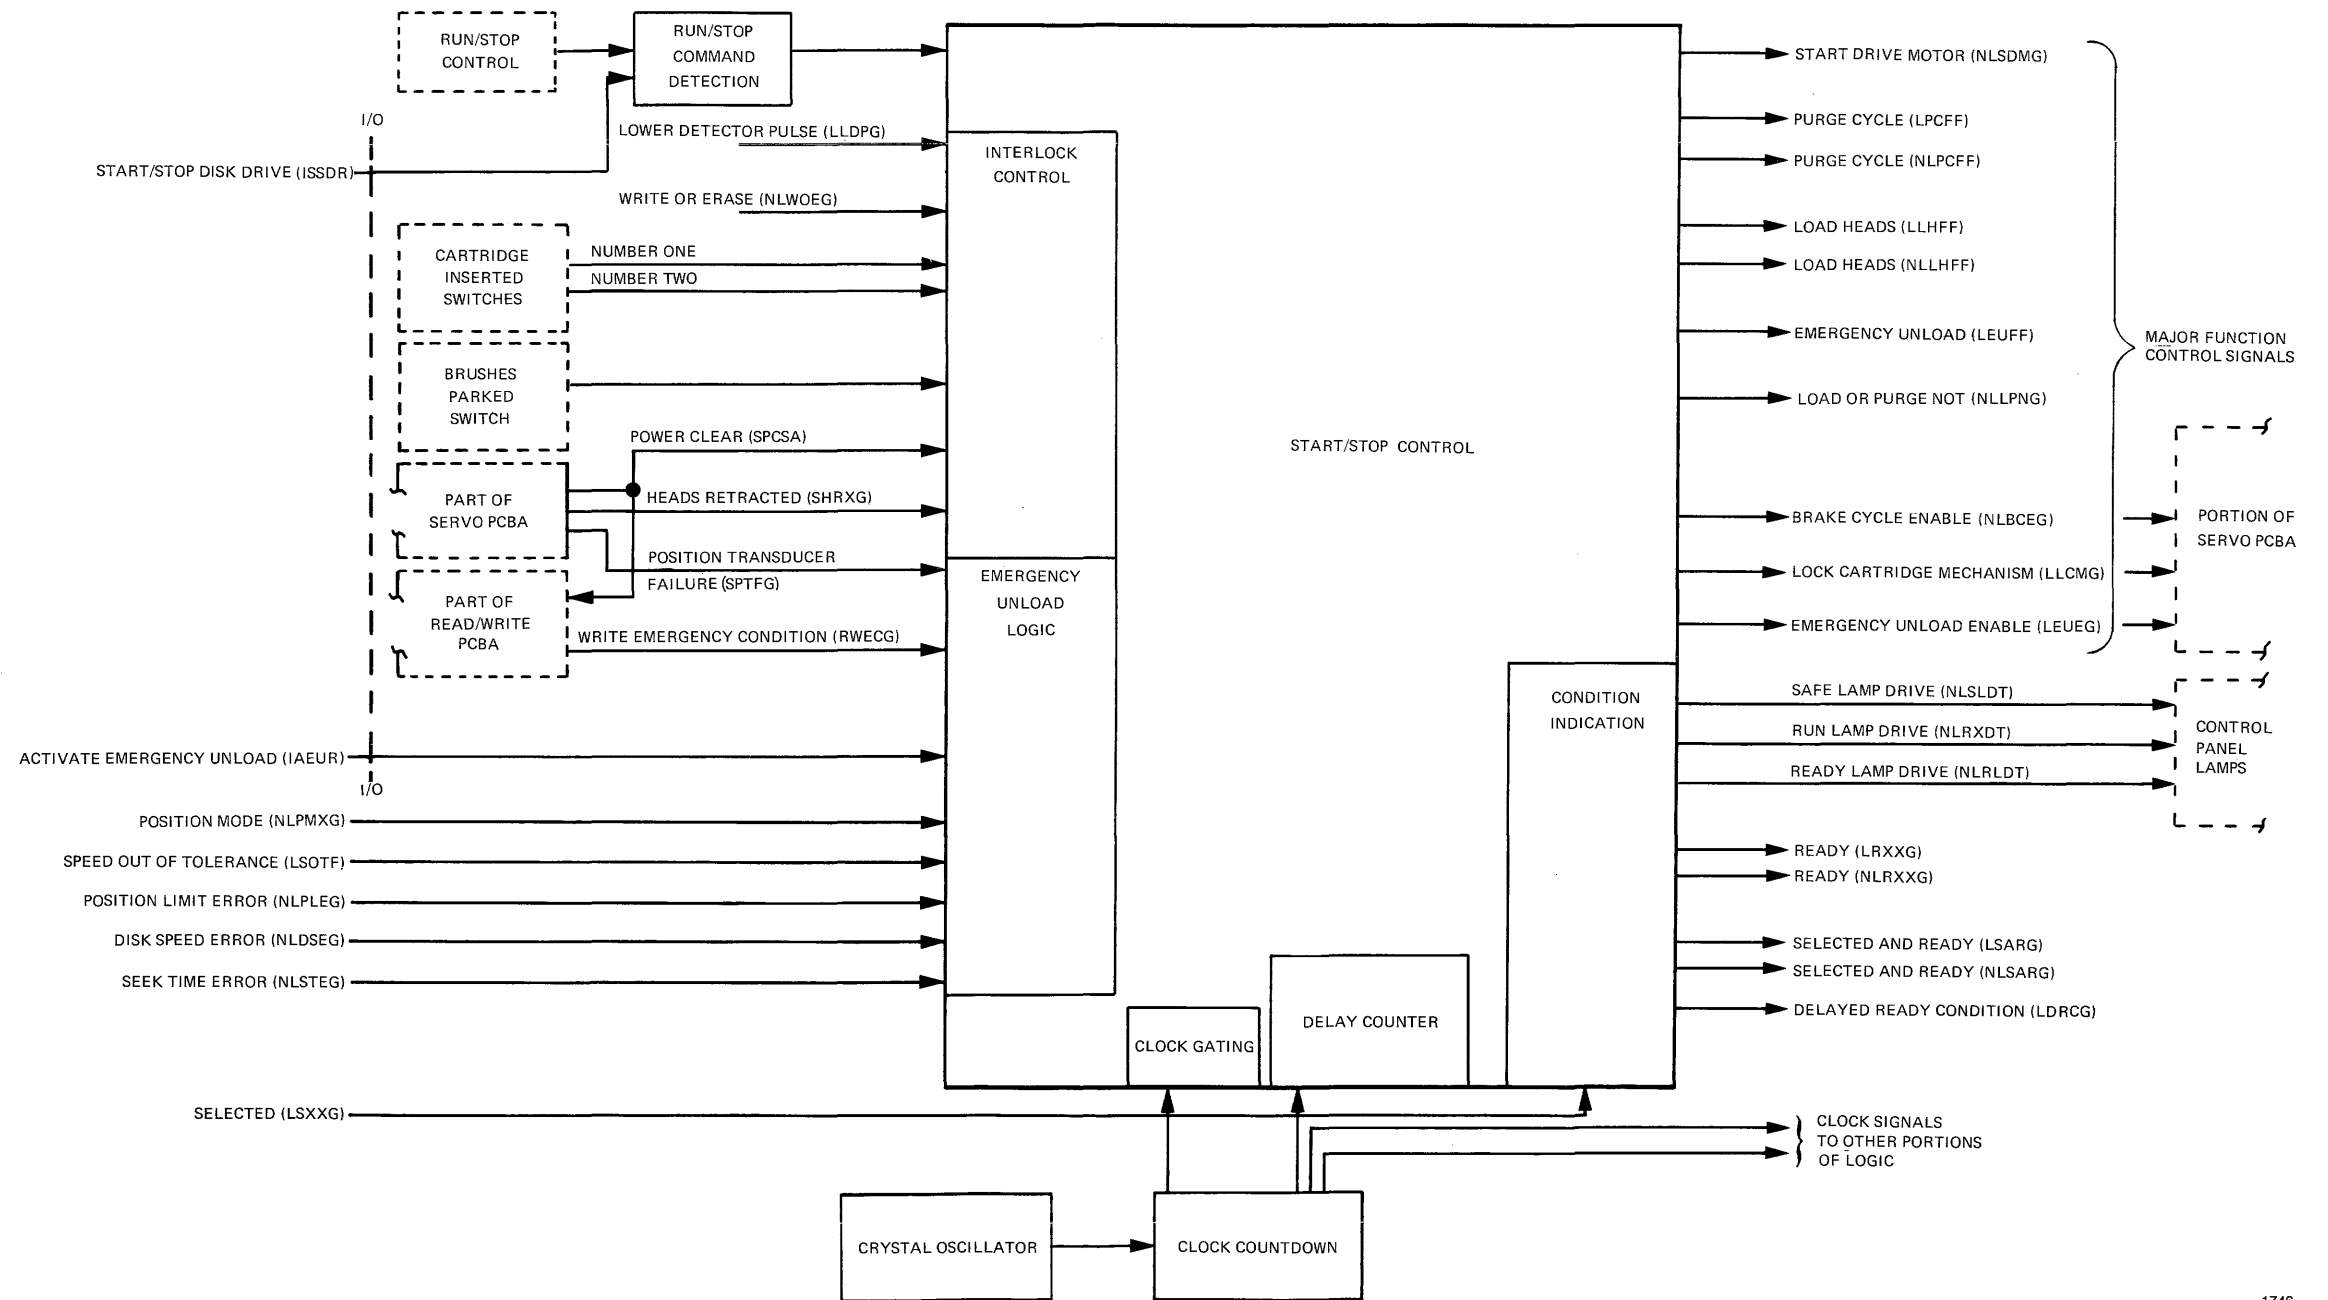 RUN/STOP
CONTROL
RUN/STOP
COMMAND
DETECTION
I/O
START/STOP DISK DRIVE (ISSDR)
LOWER DETECTOR PULSE (LLDPG)
WRITE OR ERASE (NLWOEG)
CARTRIDGE
INSERTED
SWITCHES
NUMBER ONE
NUMBER TWO
BRUSHES
PARKED
SWITCH
POWER CLEAR (SPCSA)
PART OF
SERVO PCBA
HEADS RETRACTED (SHRXG)
POSITION TRANSDUCER
FAILURE (SPTFG)
PART OF
READ/WRITE
PCBA
WRITE EMERGENCY CONDITION (RWECG)
ACTIVATE EMERGENCY UNLOAD (IAEUR)
I/O
POSITION MODE (NLPMXG)
SPEED OUT OF TOLERANCE (LSOTF)
POSITION LIMIT ERROR (NLPLEG)
DISK SPEED ERROR (NLDSEG)
SEEK TIME ERROR (NLSTEG)
SELECTED (LSXXG)
INTERLOCK
CONTROL
EMERGENCY
UNLOAD
LOGIC
START/STOP CONTROL
CONDITION
INDICATION
CLOCK GATING
DELAY COUNTER
CRYSTAL OSCILLATOR
CLOCK COUNTDOWN
START DRIVE MOTOR (NLSDMG)
PURGE CYCLE (LPCFF)
PURGE CYCLE (NLPCFF)
LOAD HEADS (LLHFF)
LOAD HEADS (NLLHFF)
EMERGENCY UNLOAD (LEUFF)
LOAD OR PURGE NOT (NLLPNG)
BRAKE CYCLE ENABLE (NLBCEG)
LOCK CARTRIDGE MECHANISM (LLCMG)
EMERGENCY UNLOAD ENABLE (LEUEG)
MAJOR FUNCTION
CONTROL SIGNALS
PORTION OF
SERVO PCBA
SAFE LAMP DRIVE (NLSLDT)
RUN LAMP DRIVE (NLRXDT)
READY LAMP DRIVE (NLRLDT)
CONTROL
PANEL
LAMPS
READY (LRXXG)
READY (NLRXXG)
SELECTED AND READY (LSARG)
SELECTED AND READY (NLSARG)
DELAYED READY CONDITION (LDRCG)
CLOCK SIGNALS
TO OTHER PORTIONS
OF LOGIC